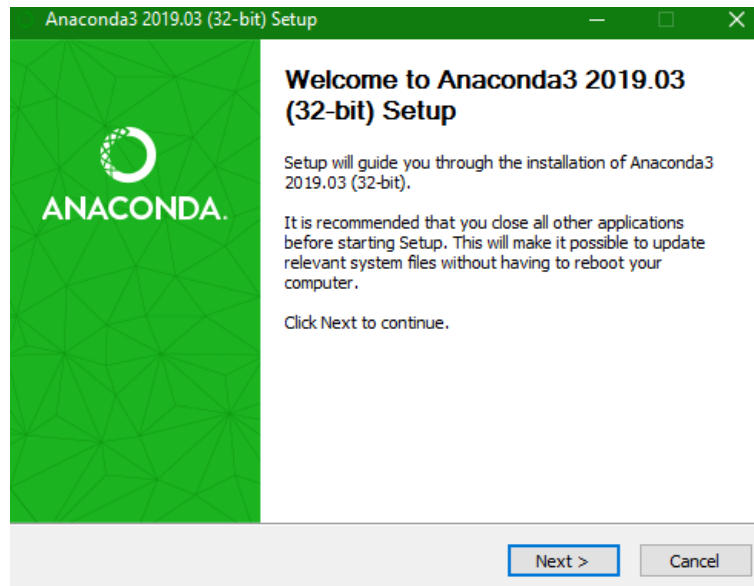 Anaconda3 2019.03 (32-bit) Setup
Welcome to Anaconda3 2019.03
(32-bit) Setup
ANACONDA.
Setup will guide you through the installation of Anaconda3
2019.03 (32-bit).
It is recommended that you close all other applications
before starting Setup. This will make it possible to update
relevant system files without having to reboot your
computer.
Click Next to continue.
Next >
Cancel